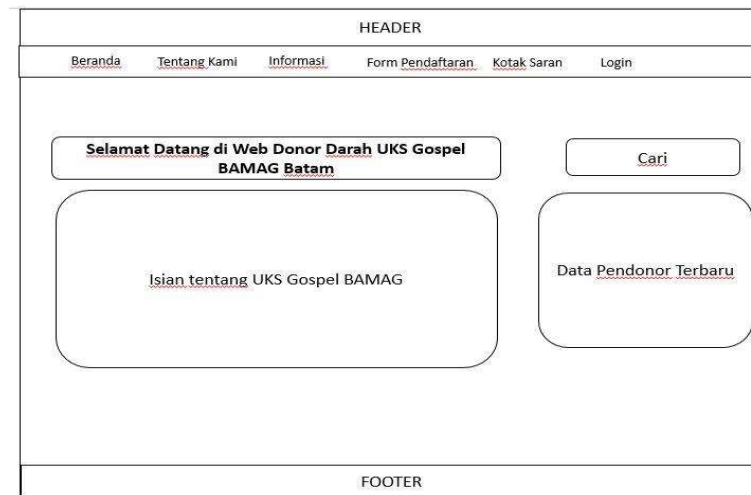 HEADER
Beranda Tentang Kami Informasi Form Pendaftaran Kotak Saran Login
Selamat Datang di Web Donor Darah UKS Gospel
BAMAG Batam
Cari
Isian tentang UKS Gospel BAMAG
Data Pendonor Terbaru
FOOTER